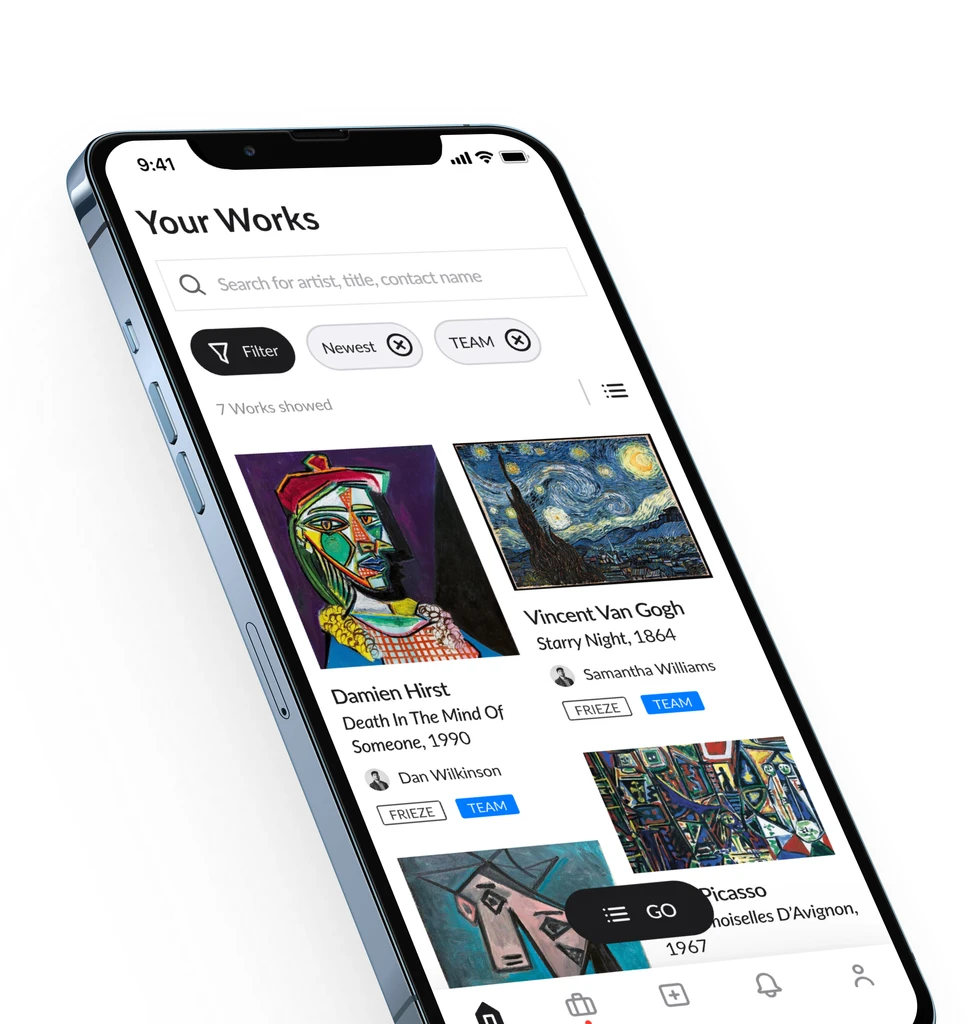 9:41
Your Works
Search for artist, title, contact name
Filter
Newest
TEAM
7 Works showed
Vincent Van Gogh
Starry Night, 1864
Samantha Williams
FRIEZE TEAM
Damien Hirst
Death In The Mind Of
Someone, 1990
Dan Wilkinson
FRIEZE TEAM
Picasso
D'Avignon,
1967
GO